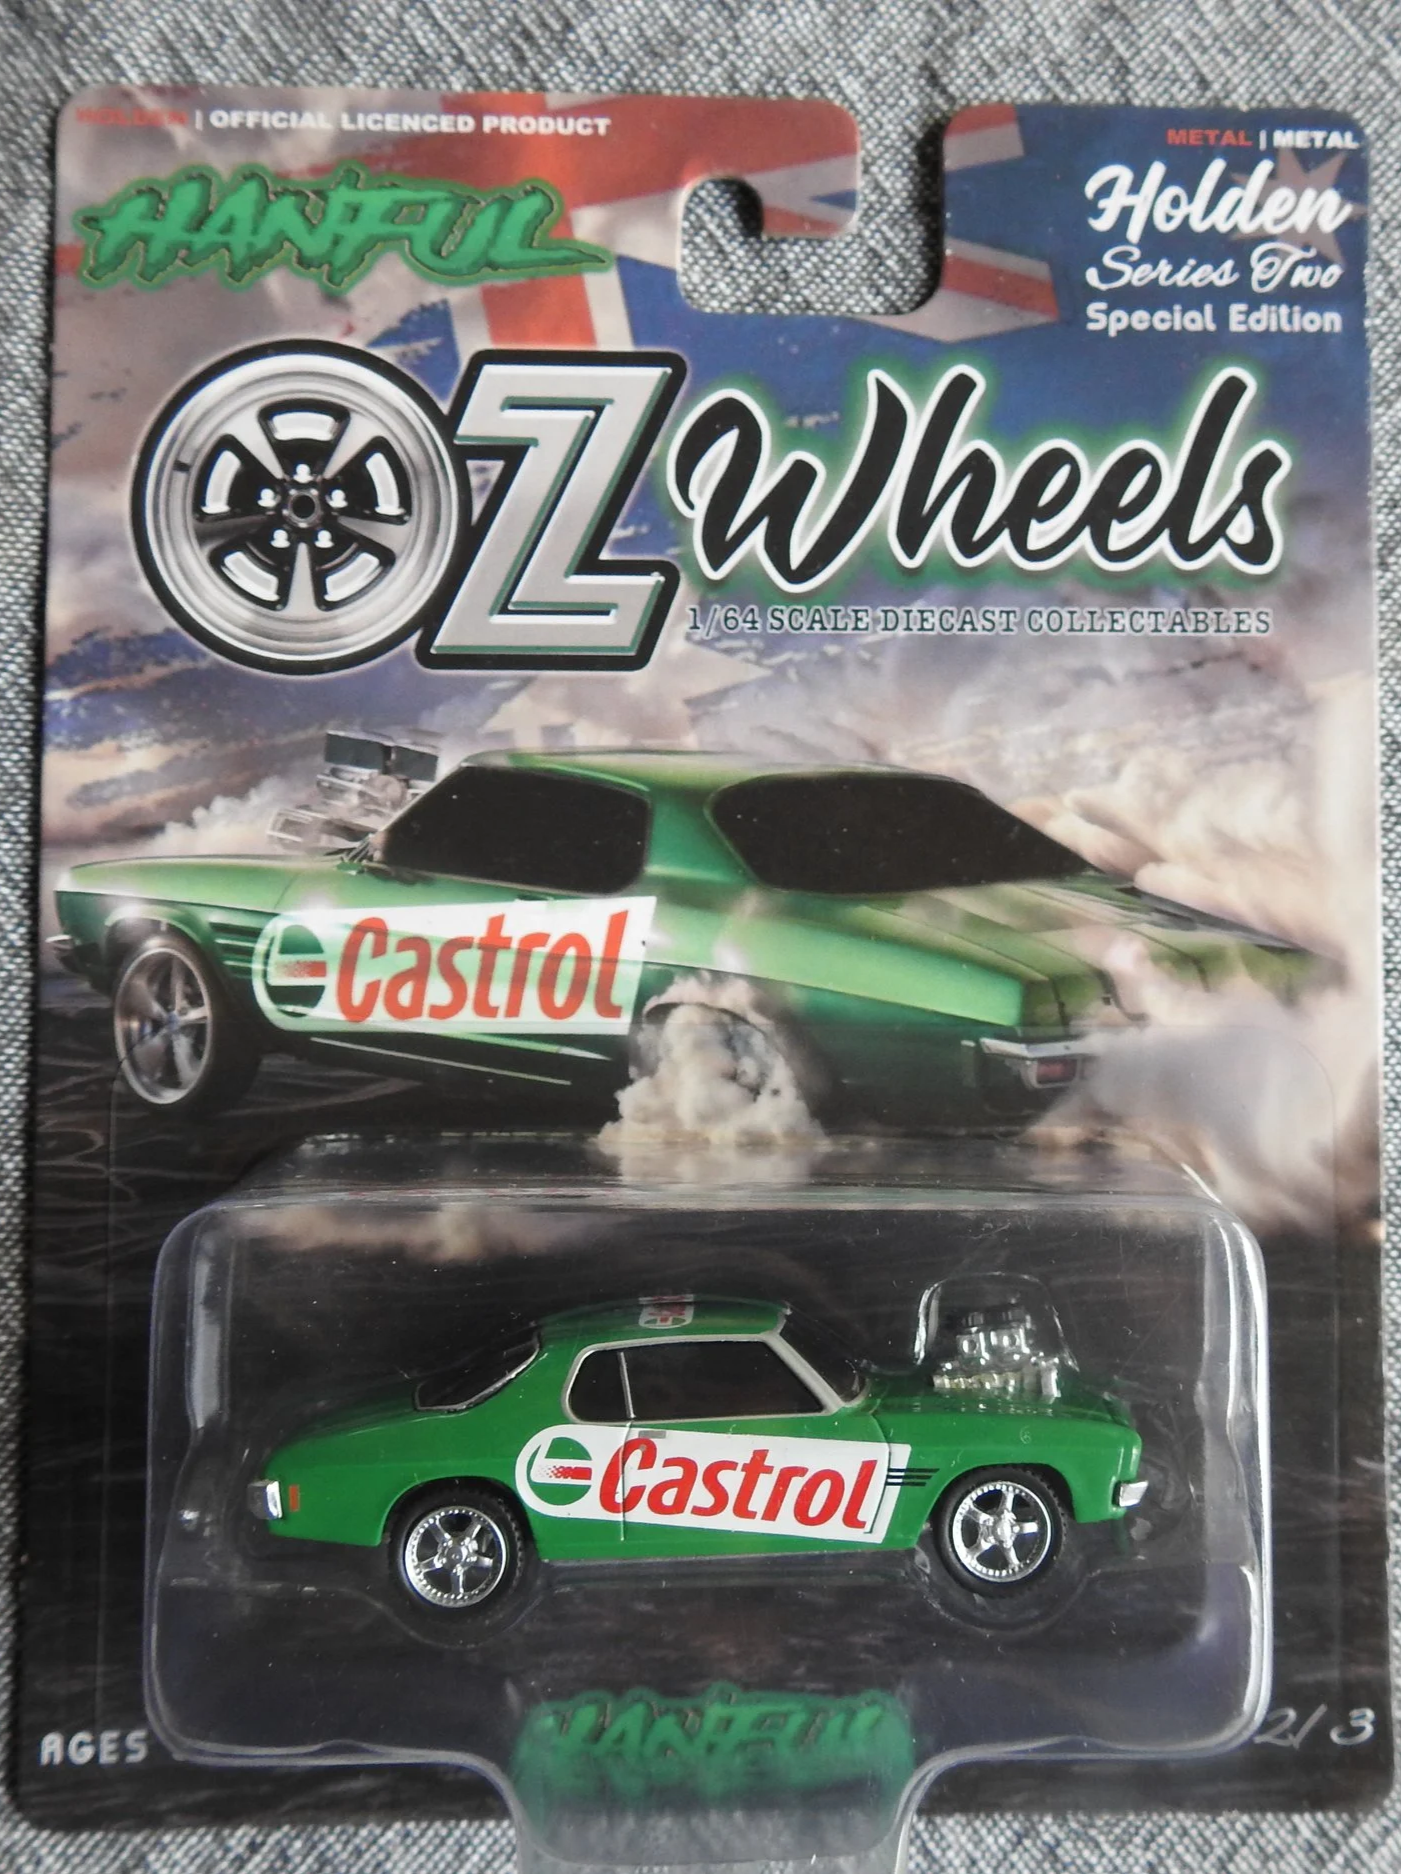 HOLDEN | OFFICIAL LICENCED PRODUCT
METAL | METAL
HANFUL
Holden
Series Two
Special Edition
OZ Wheels
1/64 SCALE DIECAST COLLECTABLES
Castrol
Castrol
HANFUL
AGES
2/3